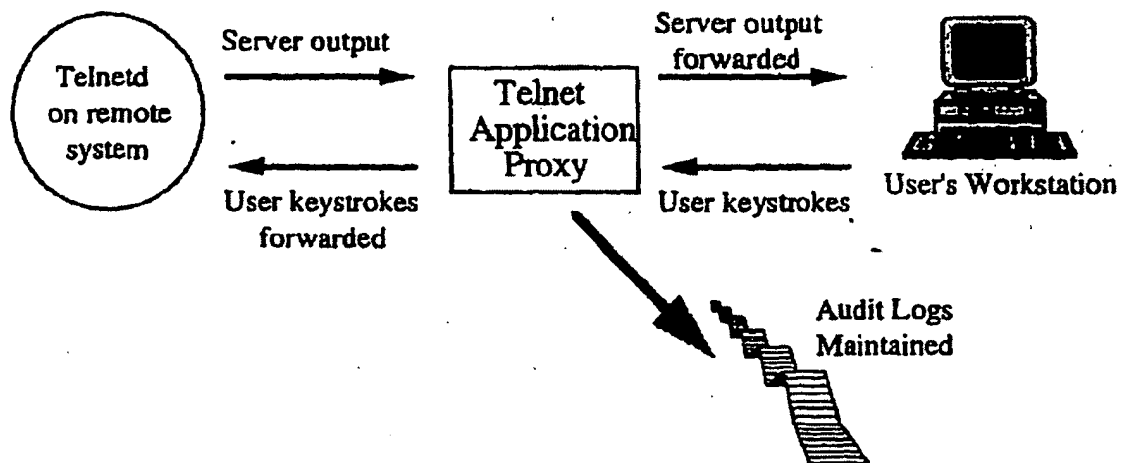 Telnetd
on remote
system
Server output
User keystrokes
forwarded
Telnet
Application
Proxy
Server output
forwarded
User keystrokes
User's Workstation
Audit Logs
Maintained